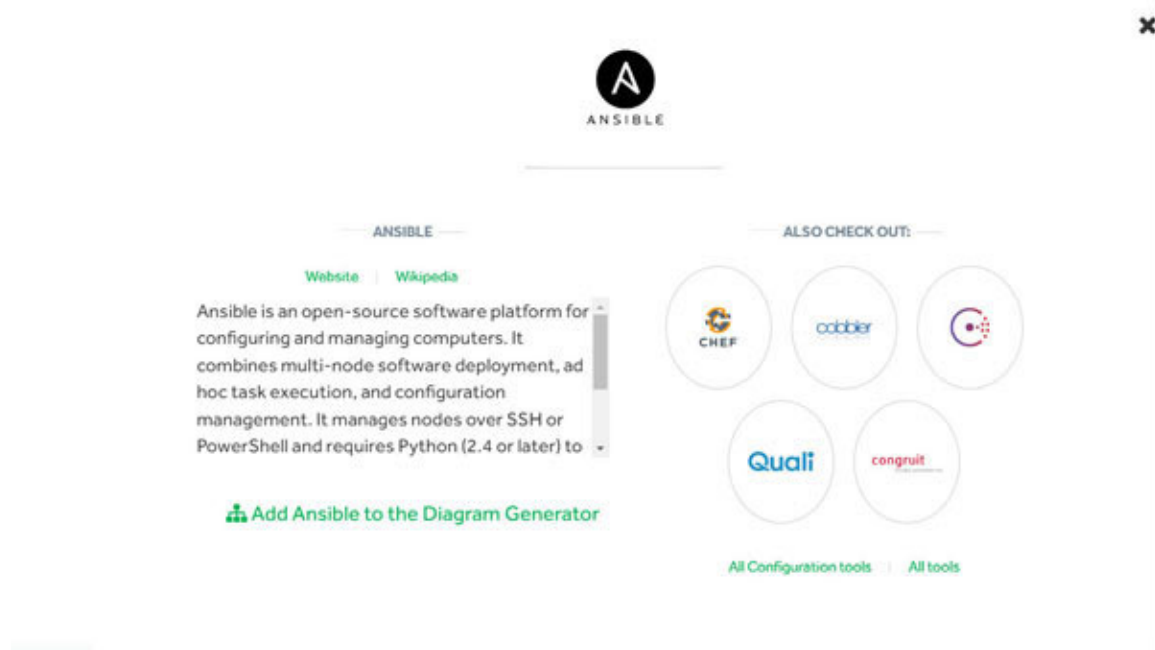 ANSIBLE
ANSIBLE
Website
Wikipedia
Ansible is an open-source software platform for
configuring and managing computers. It
combines multi-node software deployment, ad
hoc task execution, and configuration
management. It manages nodes over SSH or
PowerShell and requires Python (2.4 or later) to
Add Ansible to the Diagram Generator
ALSO CHECK OUT:
CHEF
cobbler
Quali
congruit
All Configuration tools
All tools